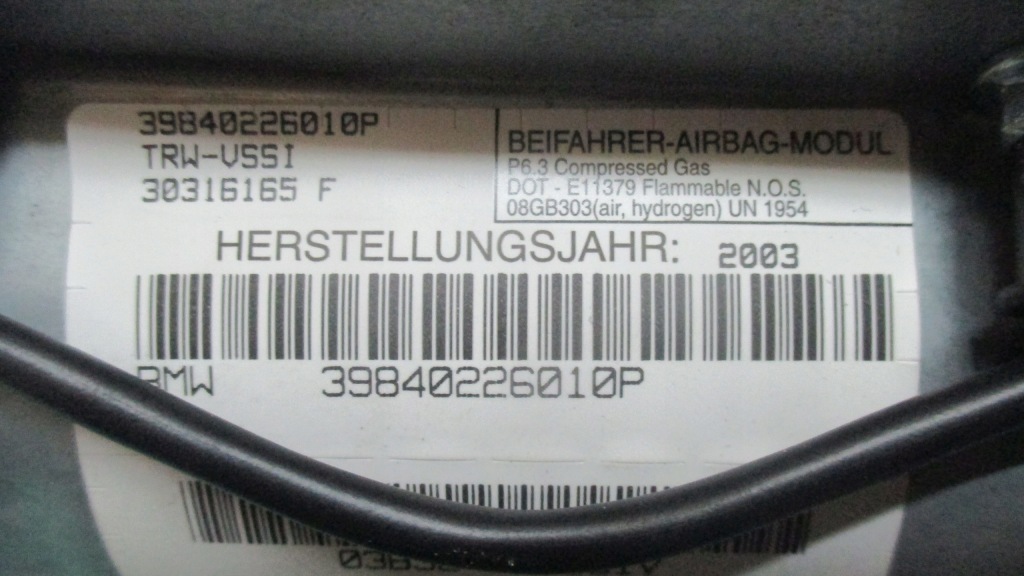 39840226010P
TRW-VSSI
30316165 F
BEIFAHRER-AIRBAG-MODUL
P6.3 Compressed Gas
DOT - E11379 Flammable N.O.S.
08GB303(air, hydrogen) UN 1954
HERSTELLUNGSJAHR: 2003
BMW 39840226010P